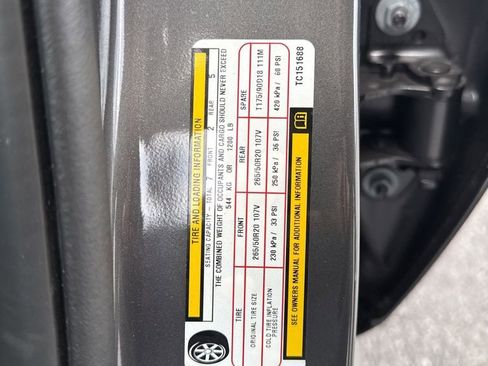 TIRE AND LOADING INFORMATION
SEATING CAPACITY - TOTAL 7 FRONT 2 REAR 5
THE COMBINED WEIGHT OF OCCUPANTS AND CARGO SHOULD NEVER EXCEED
544 KG OR 1200 LB
TIRE FRONT REAR SPARE
ORIGINAL TIRE SIZE 265/50R20 107V 265/50R20 107V T175/90D18 111M
COLD TIRE INFLATION PRESSURE 230 kPa / 33 PSI 250 kPa / 36 PSI 420 kPa / 60 PSI
SEE OWNERS MANUAL FOR ADDITIONAL INFORMATION
TC151688